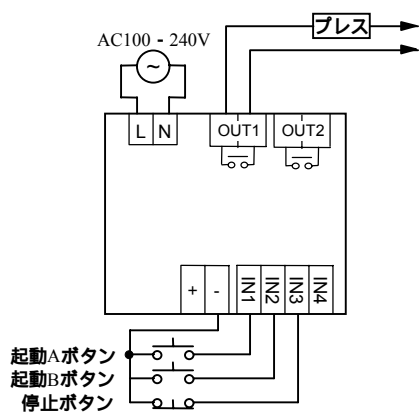 プレス
AC100 - 240V
~
L N OUT1 OUT2
+ - IN1 IN2 IN3 IN4
起動Aボタン
起動Bボタン
停止ボタン